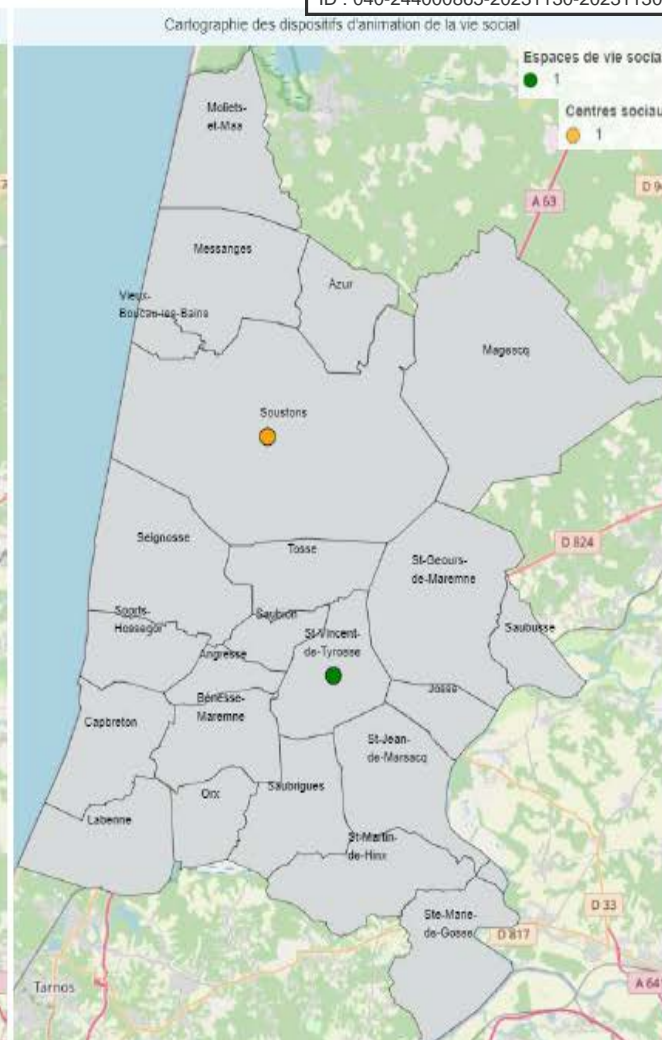 Cartographie des dispositifs d'animation de la vie social
Espaces de vie socia
1
Centres sociau
1
Moliets-
et-Maa
A 63
Messanges
Azur
Vieux-
Boucau-les-Bains
Magescq
Soustons
Seignosse
Tosse
St-Geours-
de-Maremne
D 824
Soorts-
Hossegor
Saubion
St-Vincent-
de-Tyrosse
Saubusse
Angresse
Josse
Bénesse-
Maremne
Capbreton
St-Jean-
de-Marsacq
Saubrigues
Orx
Labenne
St-Martin-
de-Hinx
Ste-Marie-
de-Gosse
D 817
D 33
Tarnos
A 64